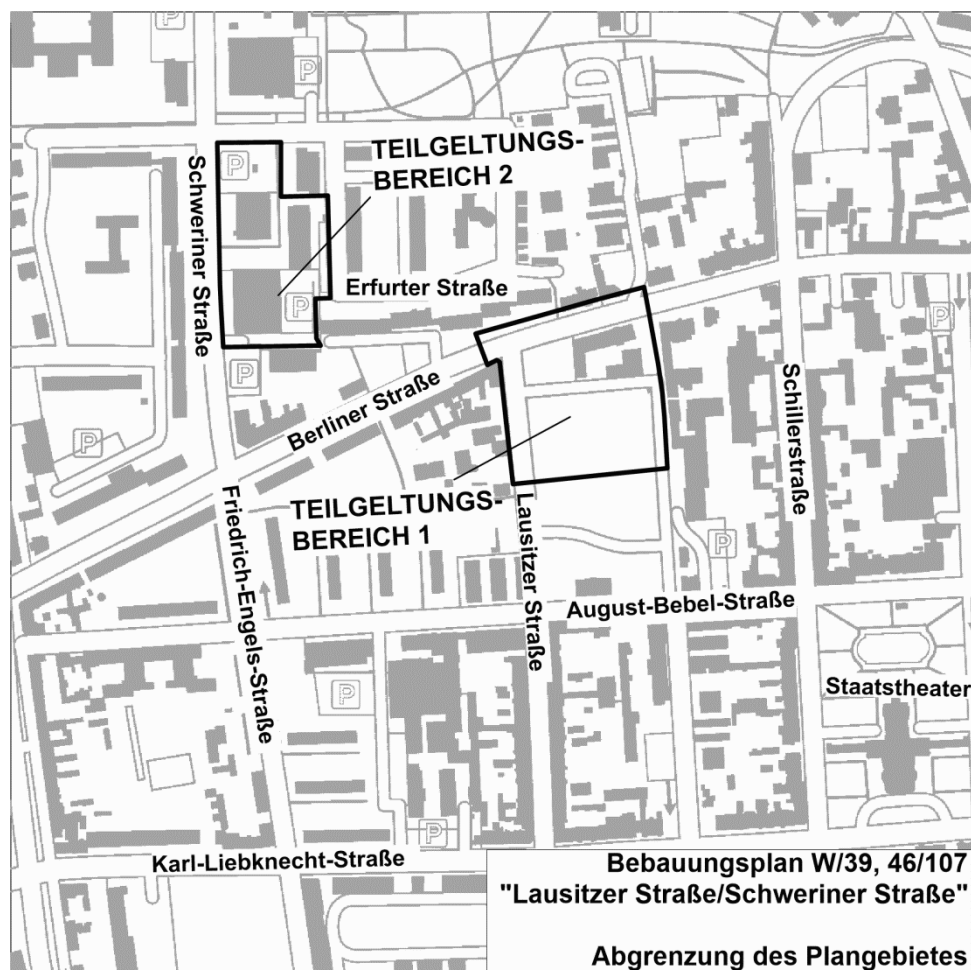 P
P
TEILGELTUNGS-
BEREICH 2
Schweriner Straße
Erfurter Straße
P
P
P
Berliner Straße
Schillerstraße
P
TEILGELTUNGS-
BEREICH 1
Friedrich-Engels-Straße
Lausitzer Straße
P
August-Bebel-Straße
Staatstheater
P
P
Karl-Liebknecht-Straße
Bebauungsplan W/39, 46/107
"Lausitzer Straße/Schweriner Straße"
Abgrenzung des Plangebietes
P